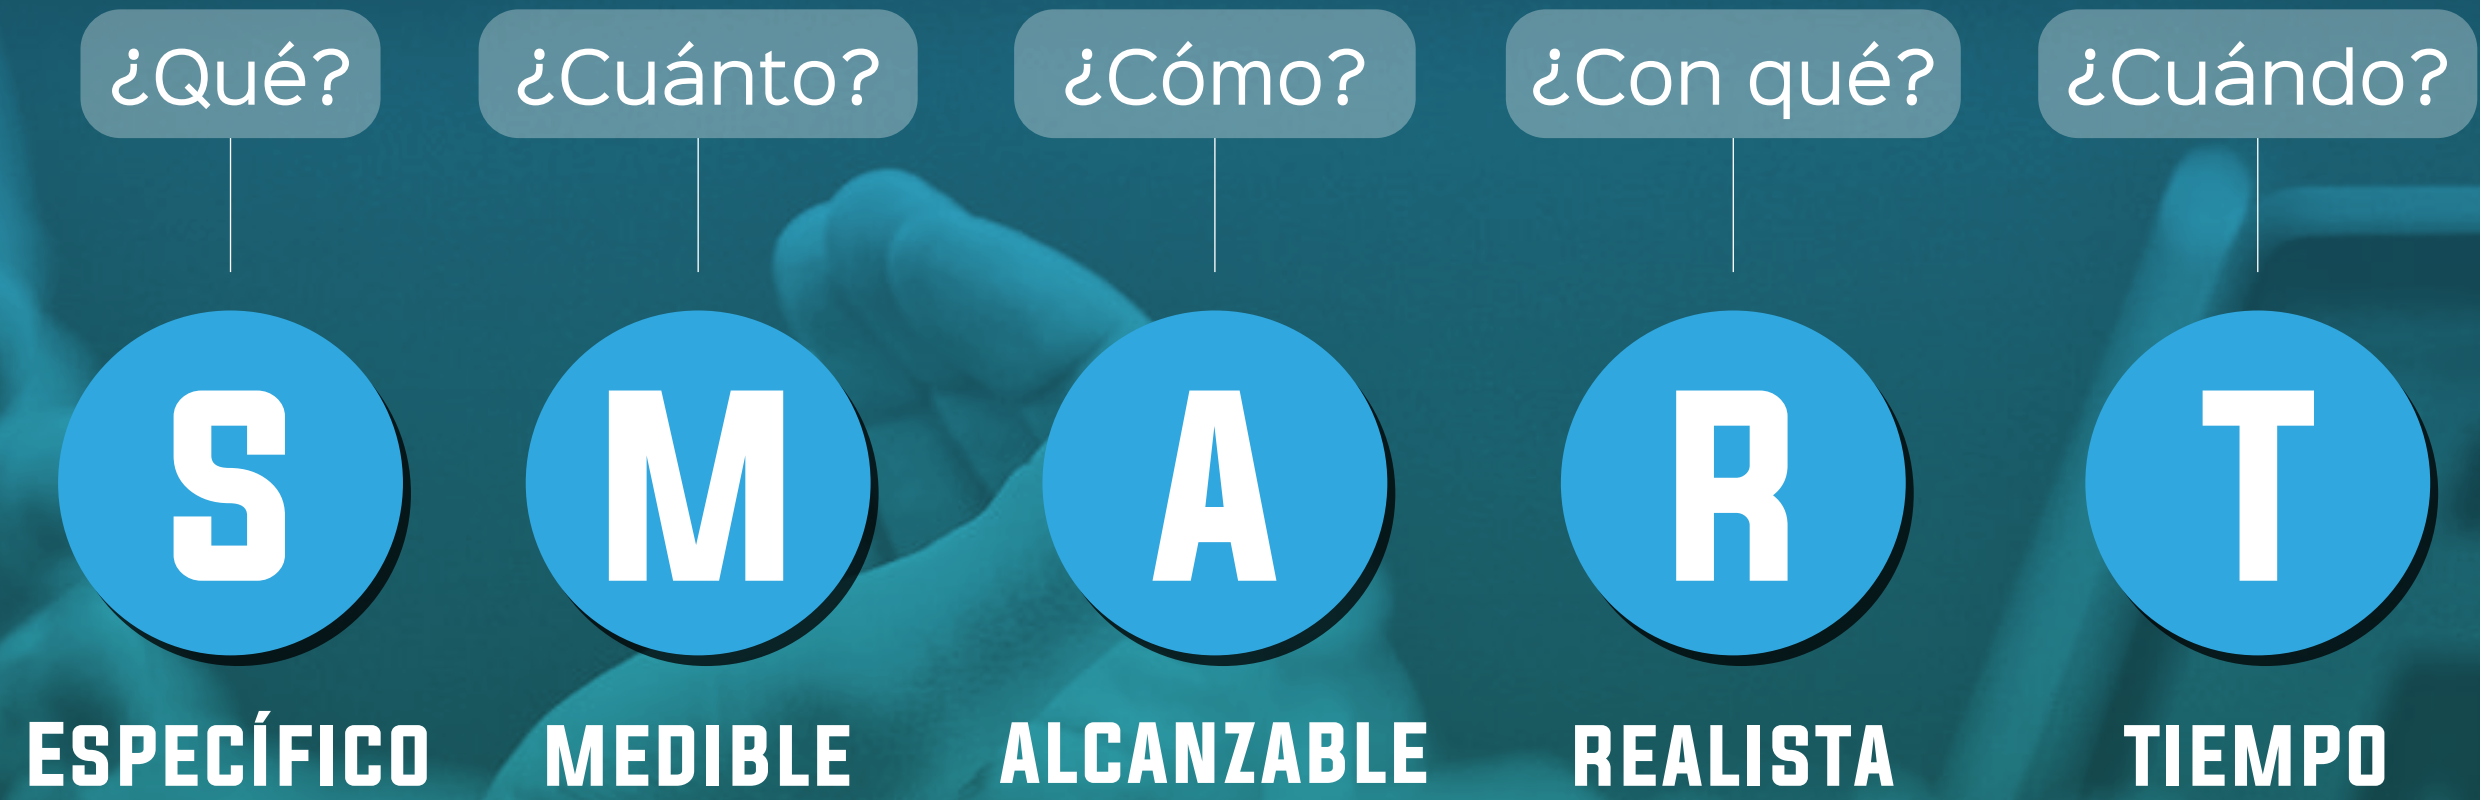 ¿Qué? ¿Cuánto? ¿Cómo? ¿Con qué? ¿Cuándo?
S M A R T
ESPECÍFICO MEDIBLE ALCANZABLE REALISTA TIEMPO